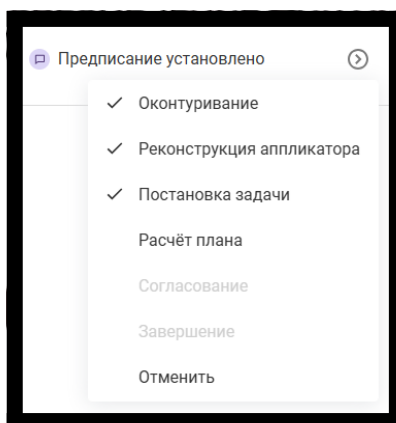 Предписание установлено
Оконтуривание
Реконструкция аппликатора
Постановка задачи
Расчёт плана
Согласование
Завершение
Отменить